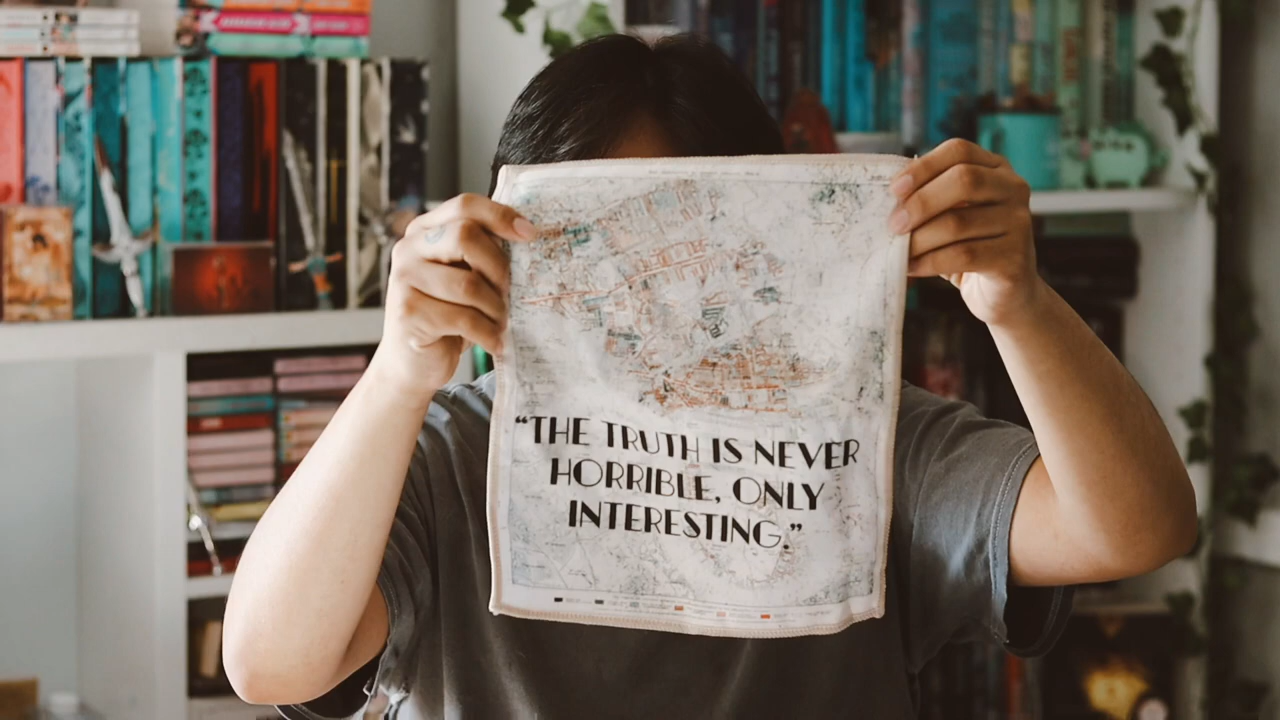 “THE TRUTH IS NEVER
HORRIBLE, ONLY
INTERESTING.”